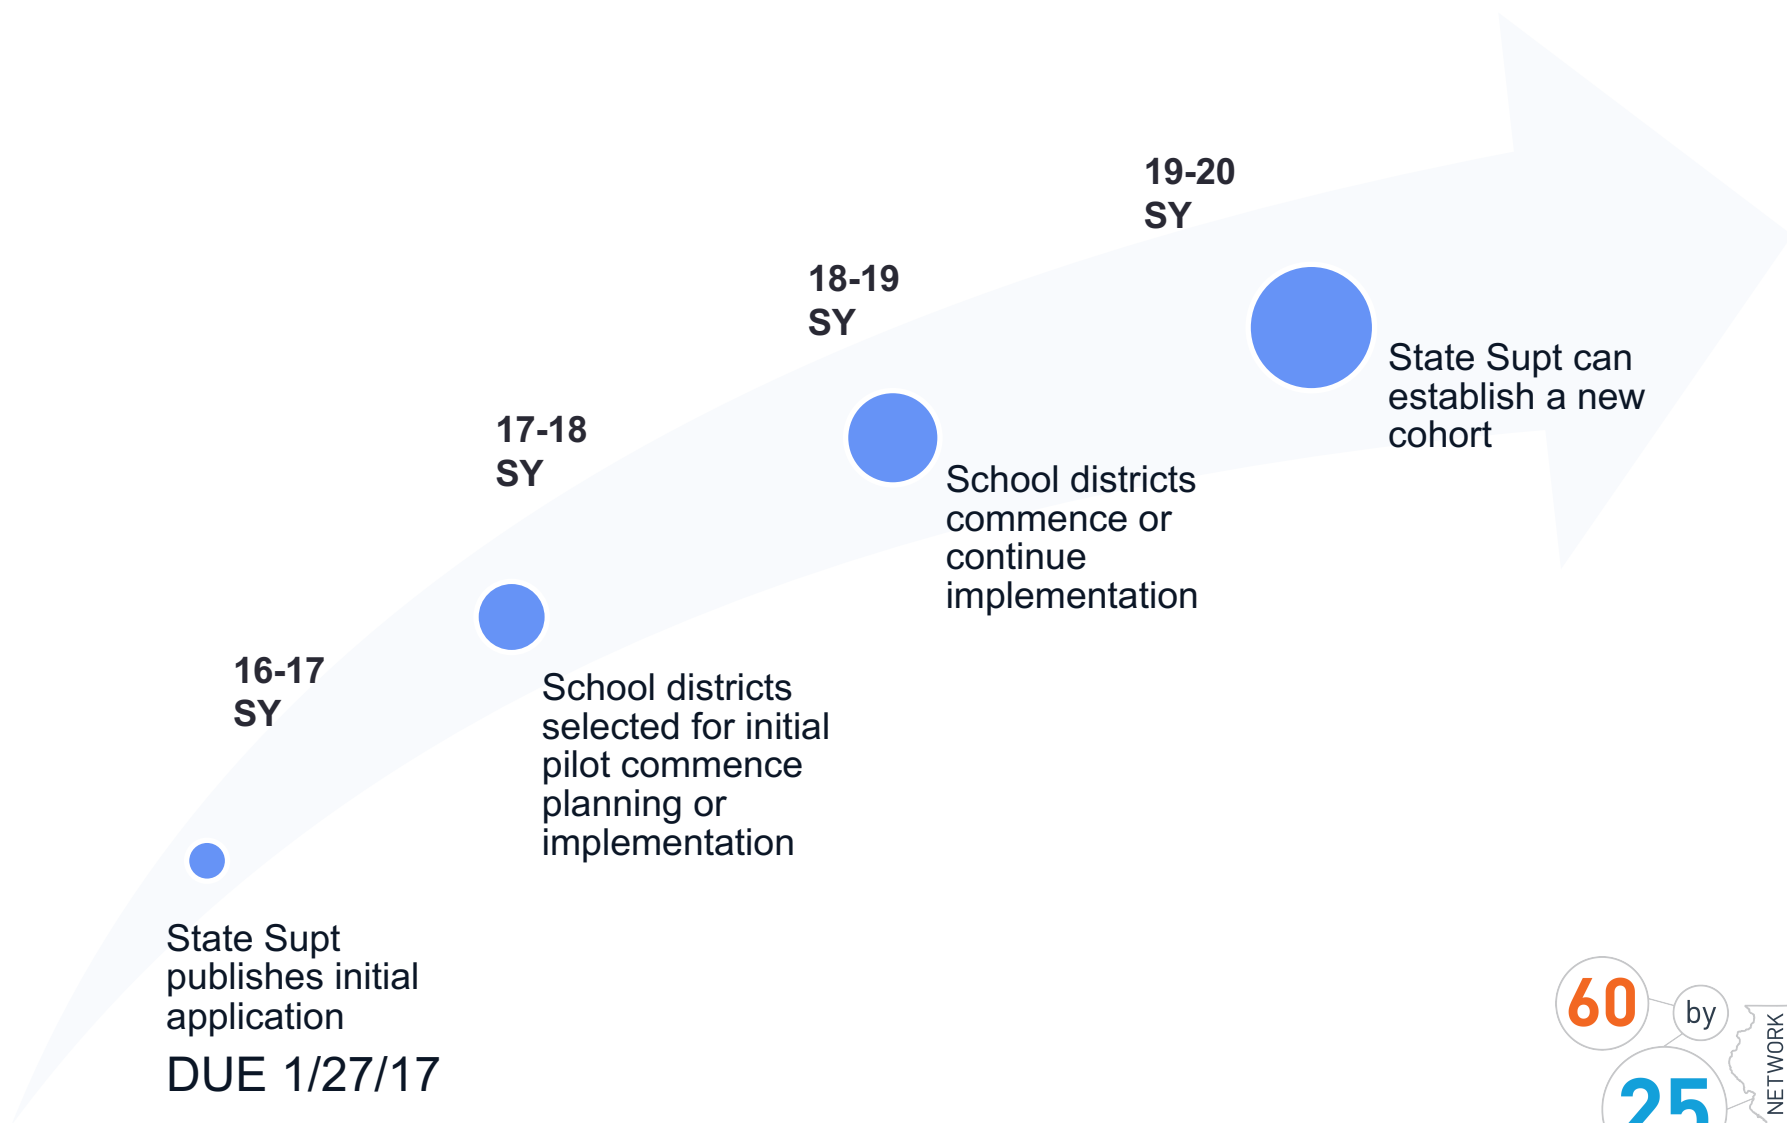 16-17
SY
State Supt
publishes initial
application
DUE 1/27/17
17-18
SY
School districts
selected for initial
pilot commence
planning or
implementation
18-19
SY
School districts
commence or
continue
implementation
19-20
SY
State Supt can
establish a new
cohort
60
by
25
NETWORK